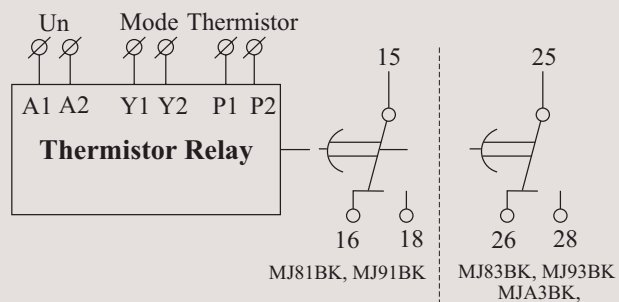 Un Mode Thermistor
A1 A2 Y1 Y2 P1 P2
Thermistor Relay
15
25
16 18
26 28
MJ81BK, MJ91BK
MJ83BK, MJ93BK
MJA3BK,